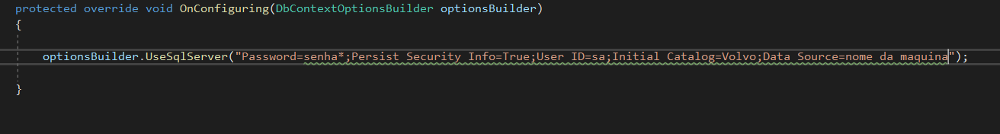 protected override void OnConfiguring(DbContextOptionsBuilder optionsBuilder)
{
optionsBuilder.UseSqlServer("Password=senha*;Persist Security Info=True;User ID=sa;Initial Catalog=Volvo;Data Source=nome da maquina");
}